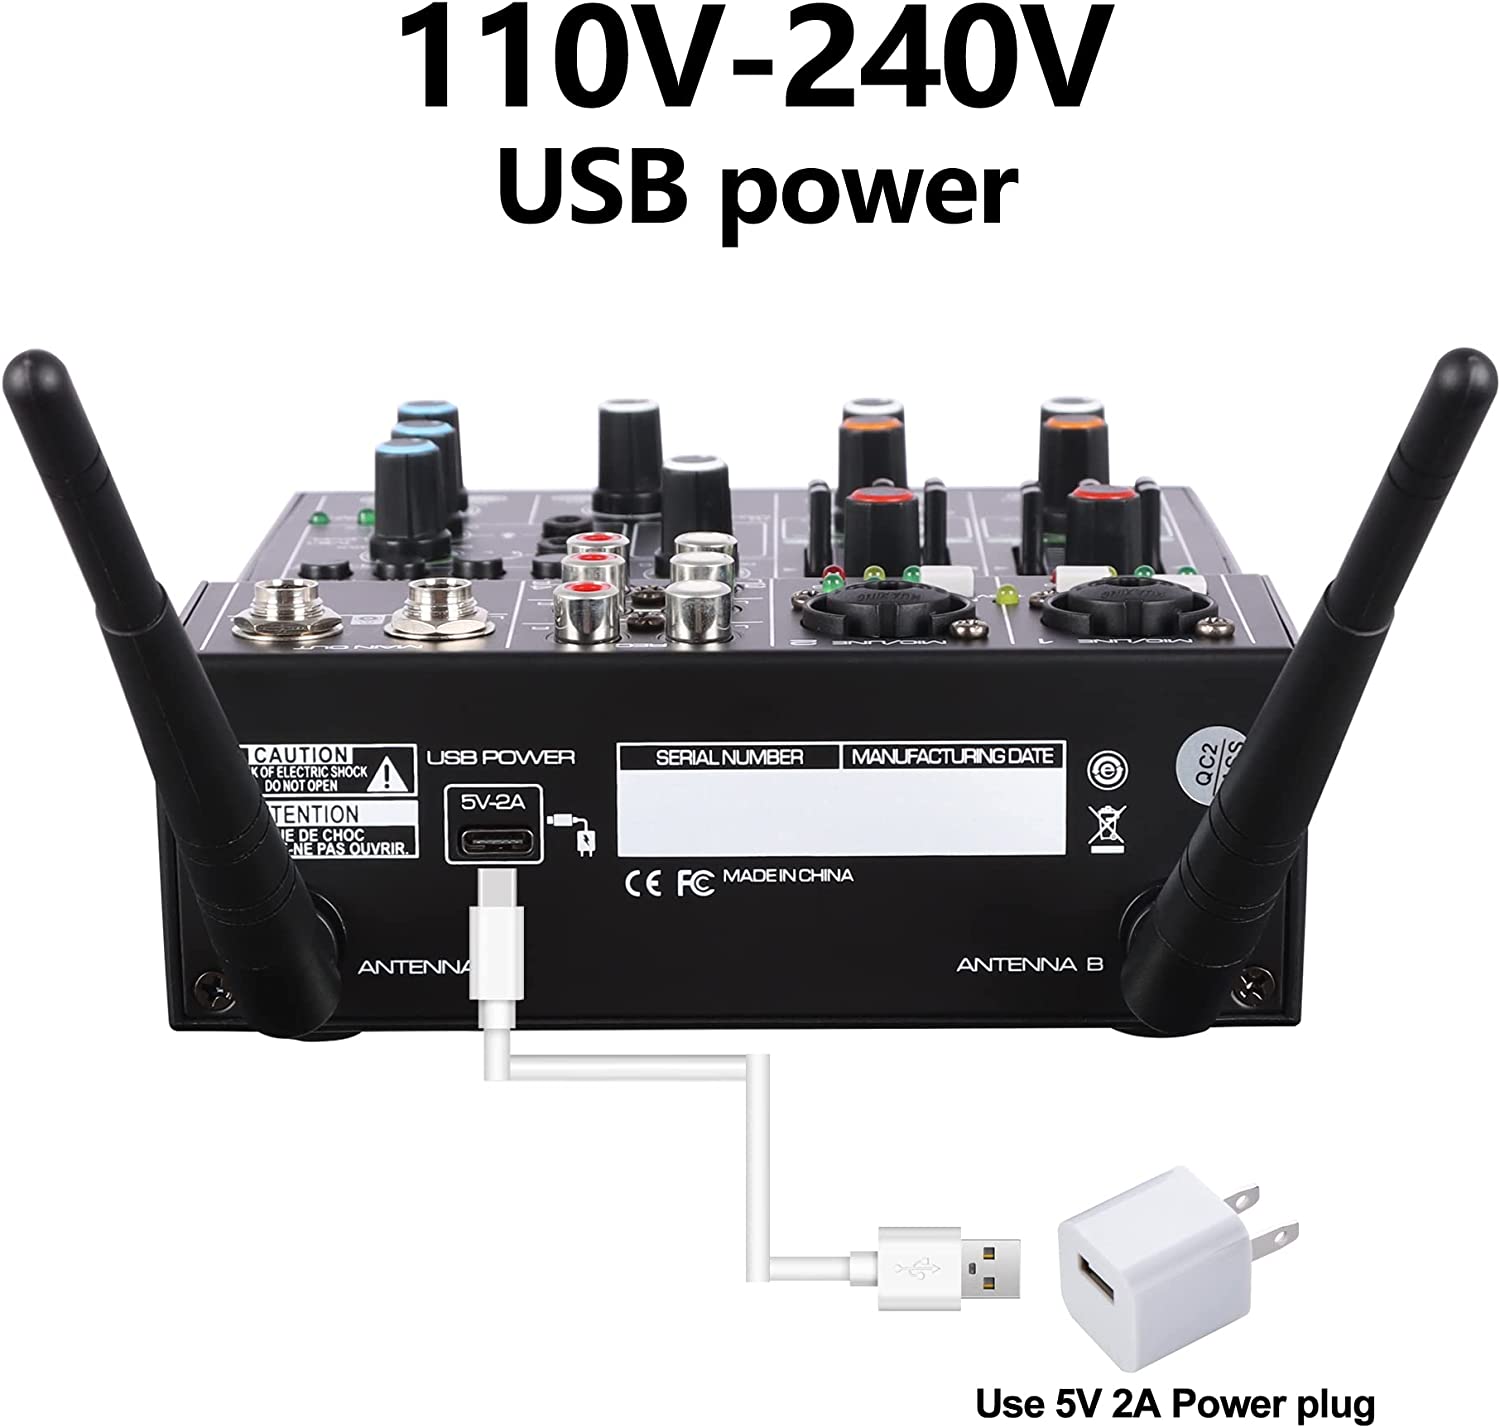 110V-240V
USB power
MAIN OUT
REC
2
MIC/LINE
1
MIC/LINE
CAUTION
OF ELECTRIC SHOCK
DO NOT OPEN
DE CHOC
NE PAS OUVRIR.
USB POWER
5V-2A
SERIAL NUMBER
MANUFACTURING DATE
QC2
CE FC MADE IN CHINA
ANTENNA
ANTENNA B
Use 5V 2A Power plug